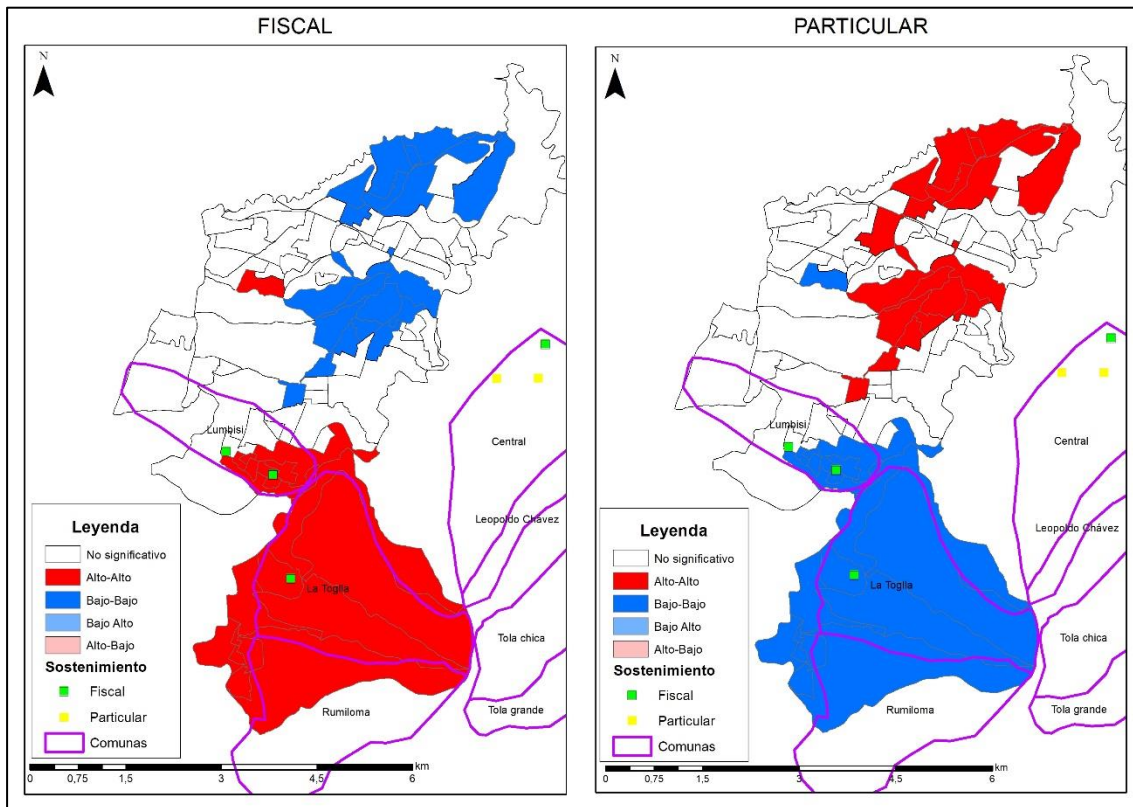 FISCAL
N
Lumbisi
Central
Leopoldo Chávez
La Toglla
Tola chica
Tola grande
Rumiloma
Leyenda
No significativo
Alto-Alto
Bajo-Bajo
Bajo Alto
Alto-Bajo
Sostenimiento
Fiscal
Particular
Comunas
km
0 0,75 1,5 3 4,5 6
PARTICULAR
N
Lumbisi
Central
Leopoldo Chávez
La Toglla
Tola chica
Tola grande
Rumiloma
Leyenda
No significativo
Alto-Alto
Bajo-Bajo
Bajo Alto
Alto-Bajo
Sostenimiento
Fiscal
Particular
Comunas
km
0 0,75 1,5 3 4,5 6